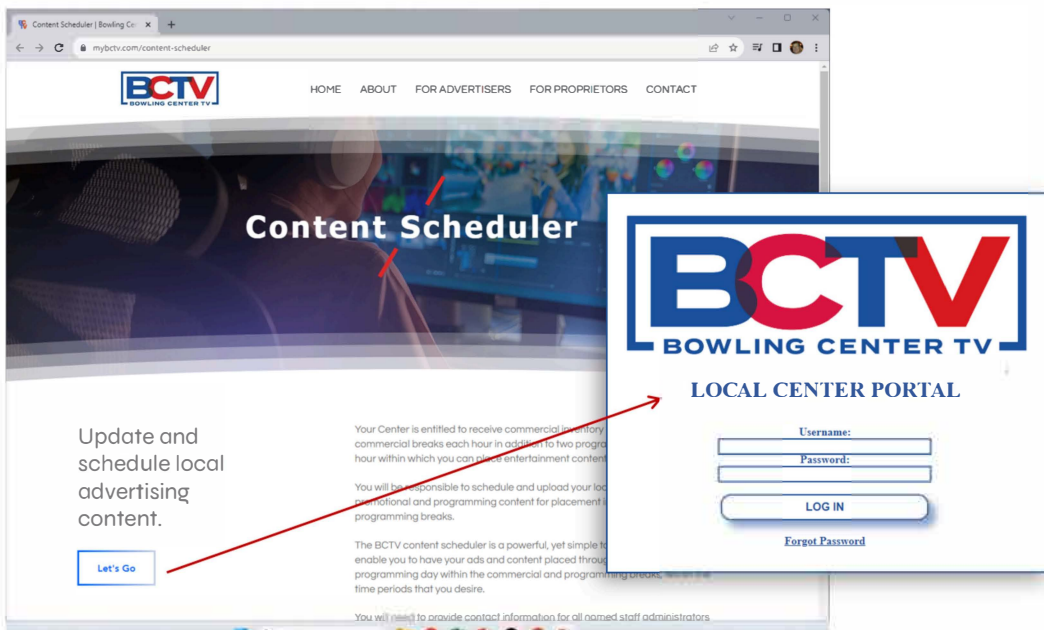 Content Scheduler | Bowling Ce
mybctv.com/content-scheduler
BCTV
BOWLING CENTER TV
HOME ABOUT FOR ADVERTISERS FOR PROPRIETORS CONTACT
Content Scheduler
Update and
schedule local
advertising
content.
Let's Go
Your Center is entitled to receive commercial inventory
commercial breaks each hour in addition to two progra
hour within which you can place entertainment content
You will be responsible to schedule and upload your loc
promotional and programming content for placement i
programming breaks.
The BCTV content scheduler is a powerful, yet simple to
enable you to have your ads and content placed throug
programming day within the commercial and programming breaks,
time periods that you desire.
You will need to provide contact information for all named staff administrators
BCTV
BOWLING CENTER TV
LOCAL CENTER PORTAL
Username:
Password:
LOG IN
Forgot Password